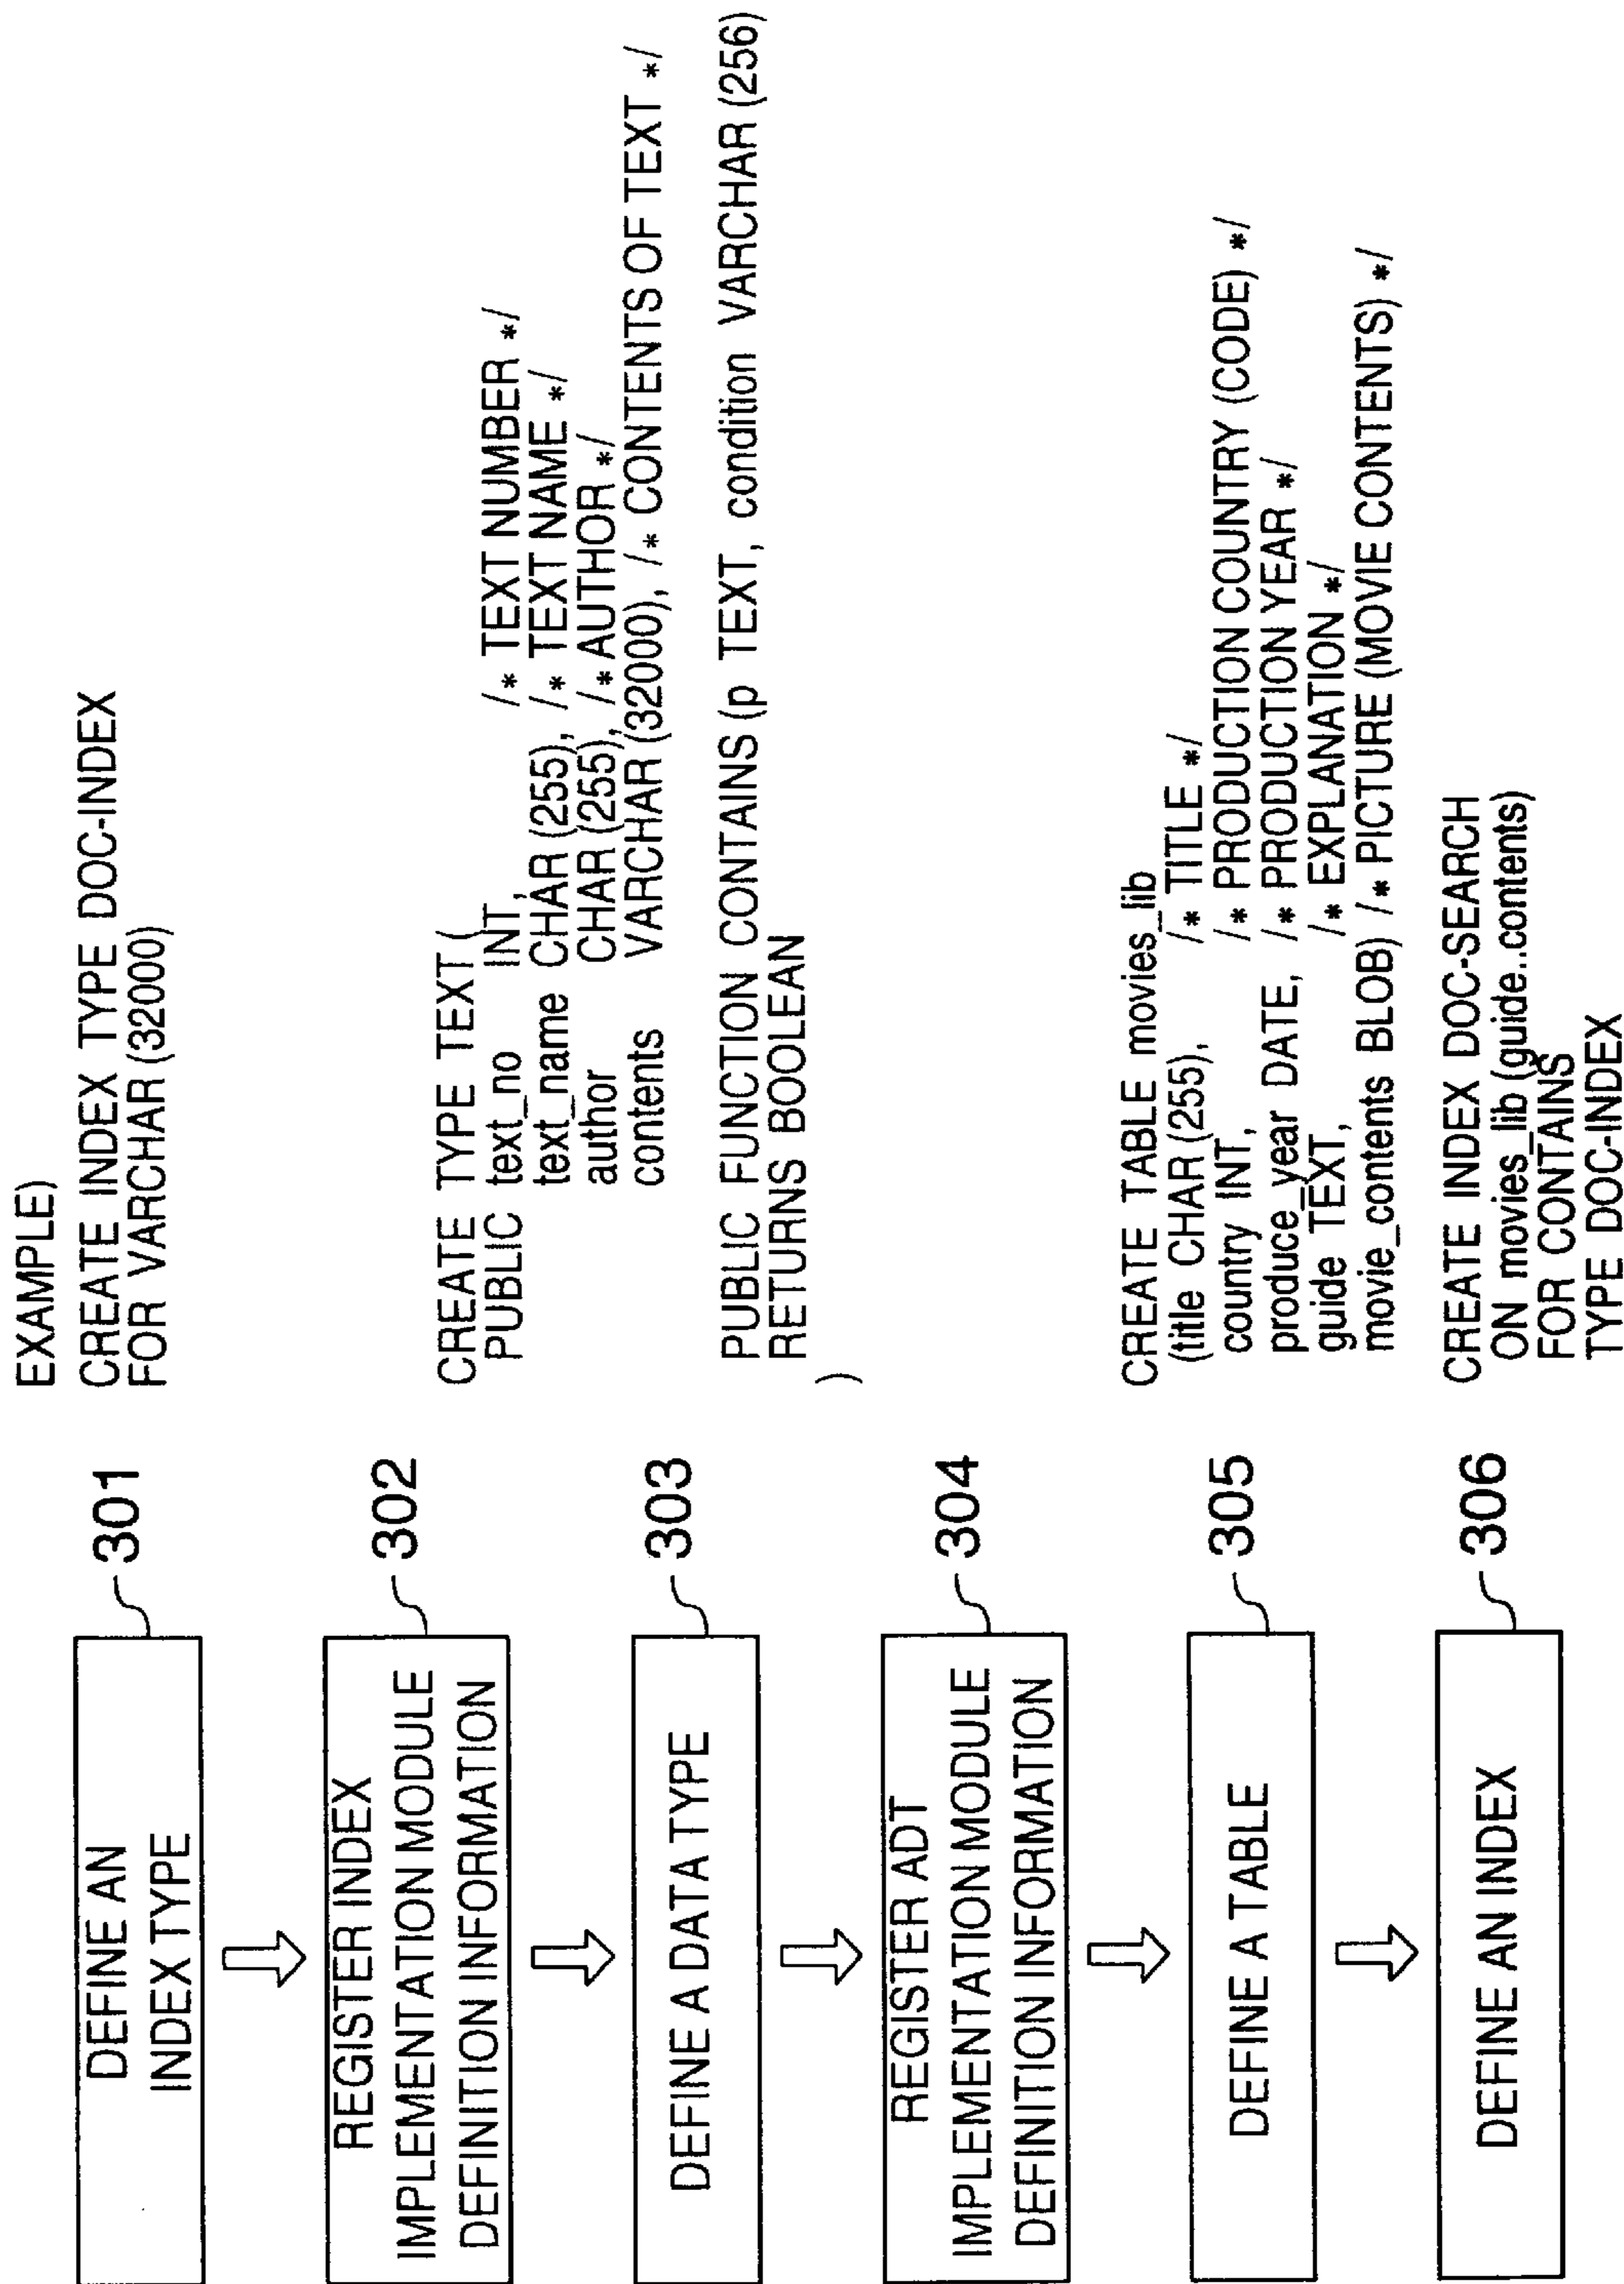 DEFINE AN
INDEX TYPE
301
REGISTER INDEX
IMPLEMENTATION MODULE
DEFINITION INFORMATION
302
DEFINE A DATA TYPE
303
REGISTER ADT
IMPLEMENTATION MODULE
DEFINITION INFORMATION
304
DEFINE A TABLE
305
DEFINE AN INDEX
306
EXAMPLE)
CREATE INDEX TYPE DOC-INDEX
FOR VARCHAR (32000)
CREATE TYPE TEXT (
PUBLIC text_no INT, /* TEXT NUMBER */
text_name CHAR (255), /* TEXT NAME */
author CHAR (255), /* AUTHOR */
contents VARCHAR (32000), /* CONTENTS OF TEXT */
PUBLIC FUNCTION CONTAINS (p TEXT, condition VARCHAR (256)
RETURNS BOOLEAN
)
CREATE TABLE movies_lib
(title CHAR (255), /* TITLE */
country INT, /* PRODUCTION COUNTRY (CODE) */
produce_year DATE, /* PRODUCTION YEAR */
guide TEXT, /* EXPLANATION */
movie_contents BLOB) /* PICTURE (MOVIE CONTENTS) */
CREATE INDEX DOC-SEARCH
ON movies_lib (guide..contents)
FOR CONTAINS
TYPE DOC-INDEX